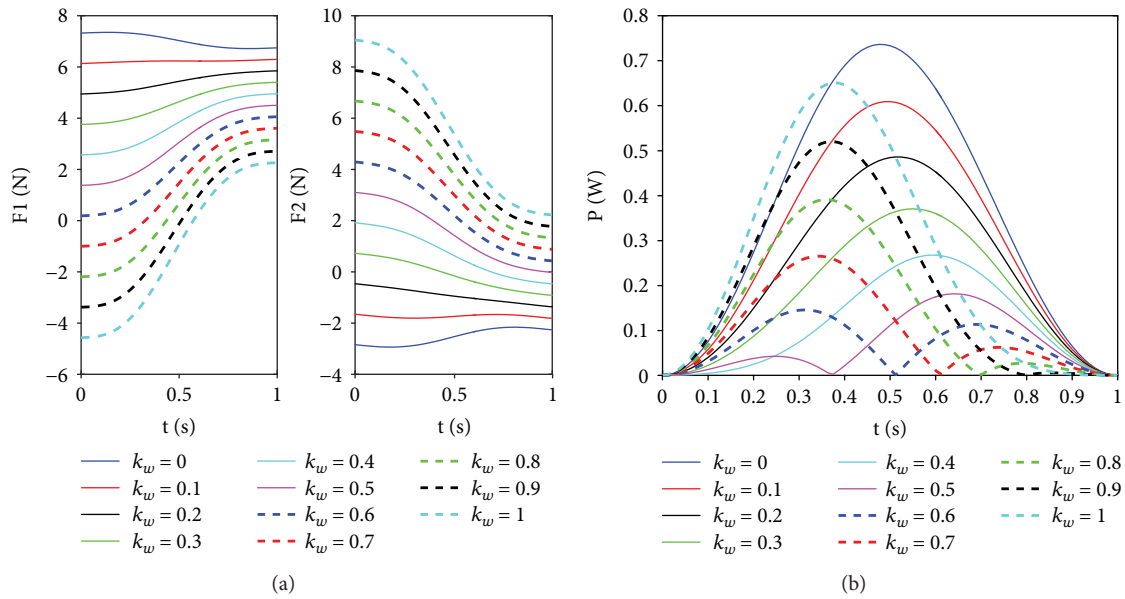 8
6
4
2
0
−2
−4
−6
F1 (N)
0
0.5
1
t (s)
10
8
6
4
2
0
−2
−4
F2 (N)
0
0.5
1
t (s)
k_w = 0
k_w = 0.1
k_w = 0.2
k_w = 0.3
k_w = 0.4
k_w = 0.5
k_w = 0.6
k_w = 0.7
k_w = 0.8
k_w = 0.9
k_w = 1
(a)
0.8
0.7
0.6
0.5
0.4
0.3
0.2
0.1
0
P (W)
0 0.1 0.2 0.3 0.4 0.5 0.6 0.7 0.8 0.9 1
t (s)
k_w = 0
k_w = 0.1
k_w = 0.2
k_w = 0.3
k_w = 0.4
k_w = 0.5
k_w = 0.6
k_w = 0.7
k_w = 0.8
k_w = 0.9
k_w = 1
(b)